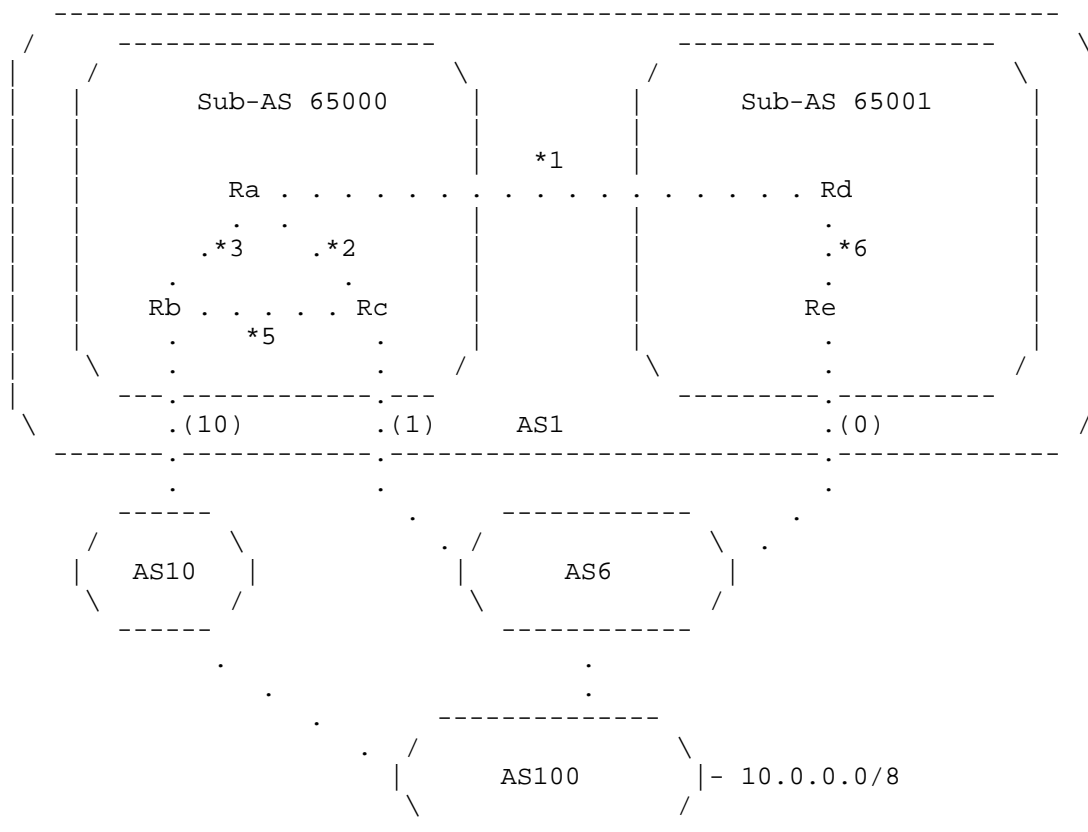 Sub-AS 65000 Sub-AS 65001
*1
Ra Rd
*3 *2 *6
Rb Rc Re
*5
(10) (1) AS1 (0)
AS10 AS6
AS100 10.0.0.0/8